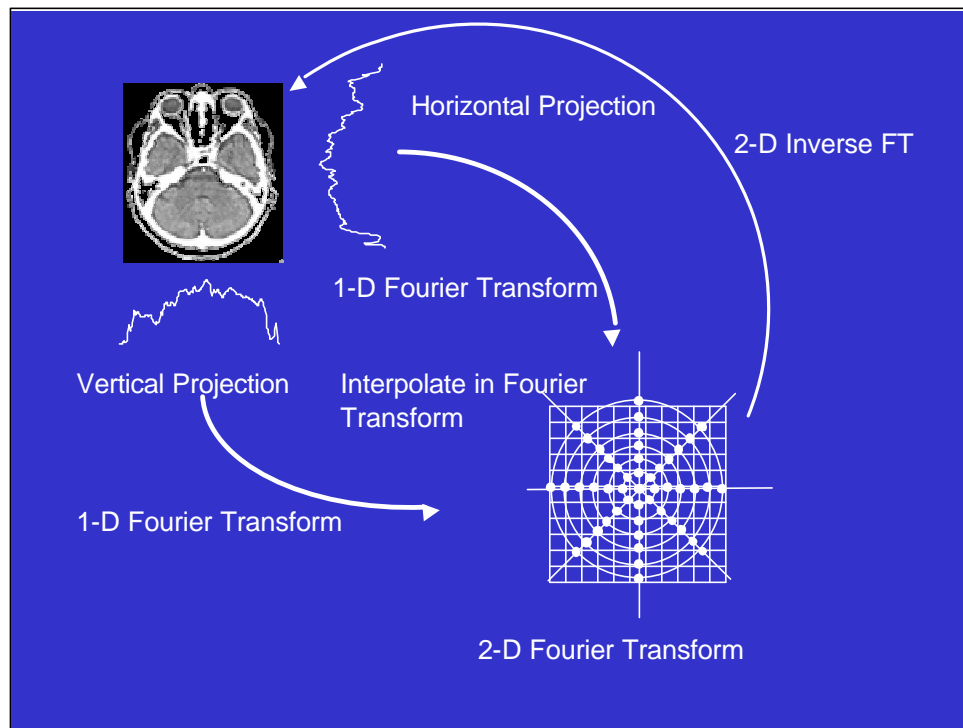 Horizontal Projection
2-D Inverse FT
1-D Fourier Transform
Vertical Projection
Interpolate in Fourier
Transform
1-D Fourier Transform
2-D Fourier Transform